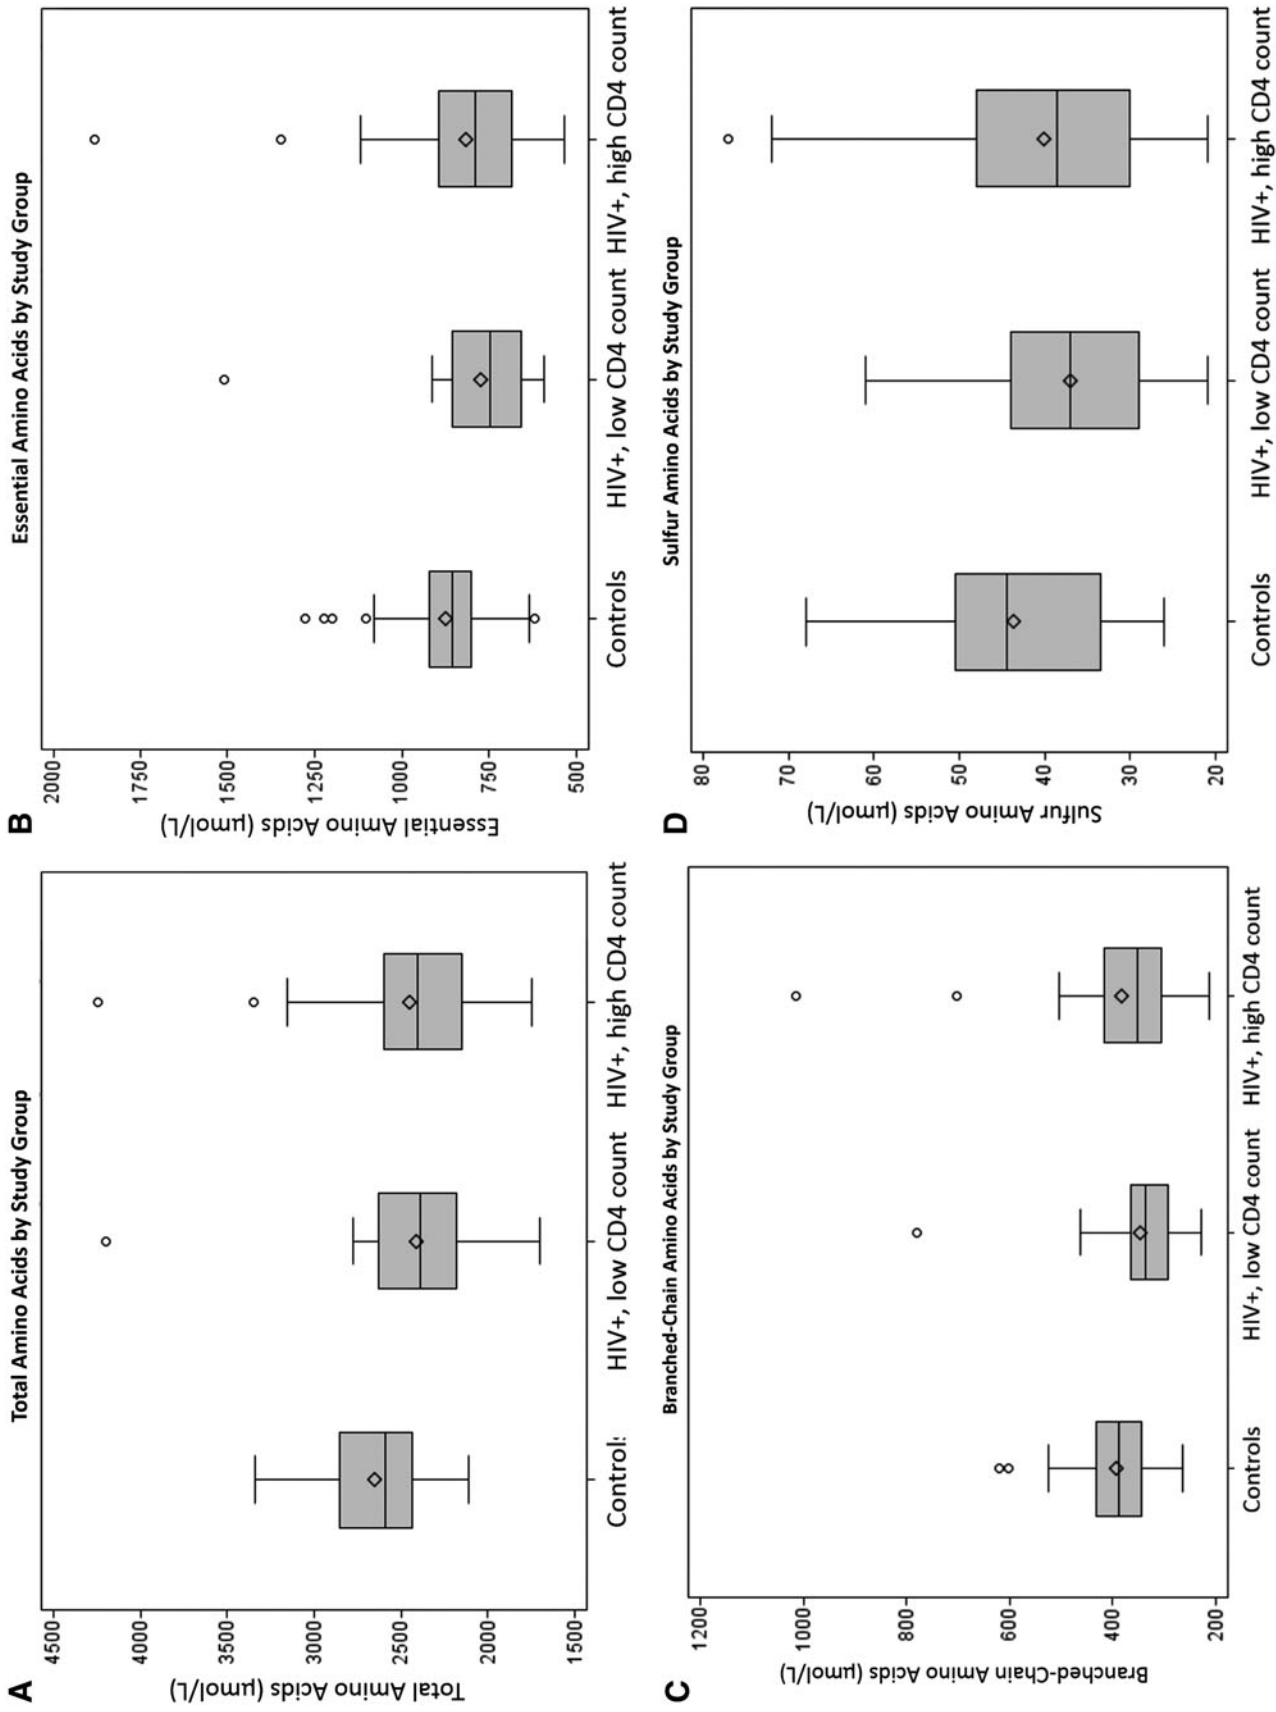 A
Total Amino Acids by Study Group
Total Amino Acids (µmol/L)
4500
4000
3500
3000
2500
2000
1500
Control:
HIV+, low CD4 count
HIV+, high CD4 count
B
Essential Amino Acids by Study Group
Essential Amino Acids (µmol/L)
2000
1750
1500
1250
1000
750
500
Controls
HIV+, low CD4 count
HIV+, high CD4 count
C
Branched-Chain Amino Acids by Study Group
Branched-Chain Amino Acids (µmol/L)
1200
1000
800
600
400
200
Controls
HIV+, low CD4 count
HIV+, high CD4 count
D
Sulfur Amino Acids by Study Group
Sulfur Amino Acids (µmol/L)
80
70
60
50
40
30
20
Controls
HIV+, low CD4 count
HIV+, high CD4 count